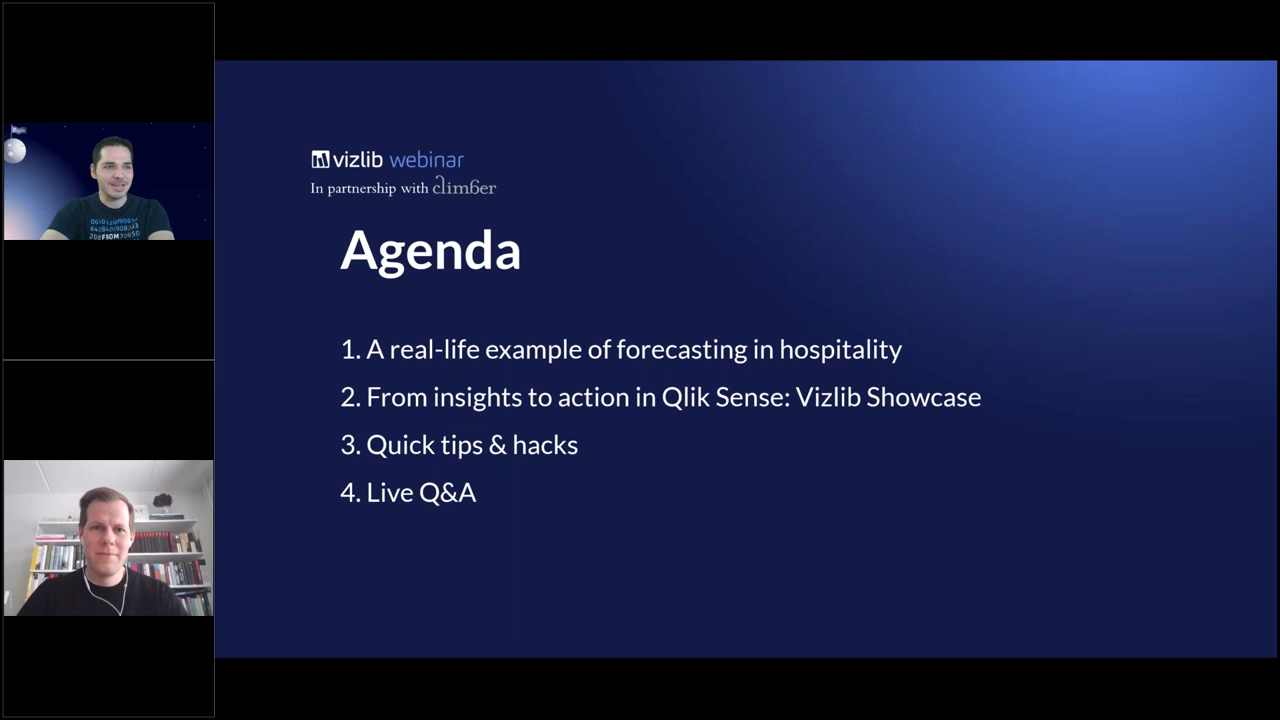 vizlib webinar
In partnership with climber
Agenda
1. A real-life example of forecasting in hospitality
2. From insights to action in Qlik Sense: Vizlib Showcase
3. Quick tips & hacks
4. Live Q&A